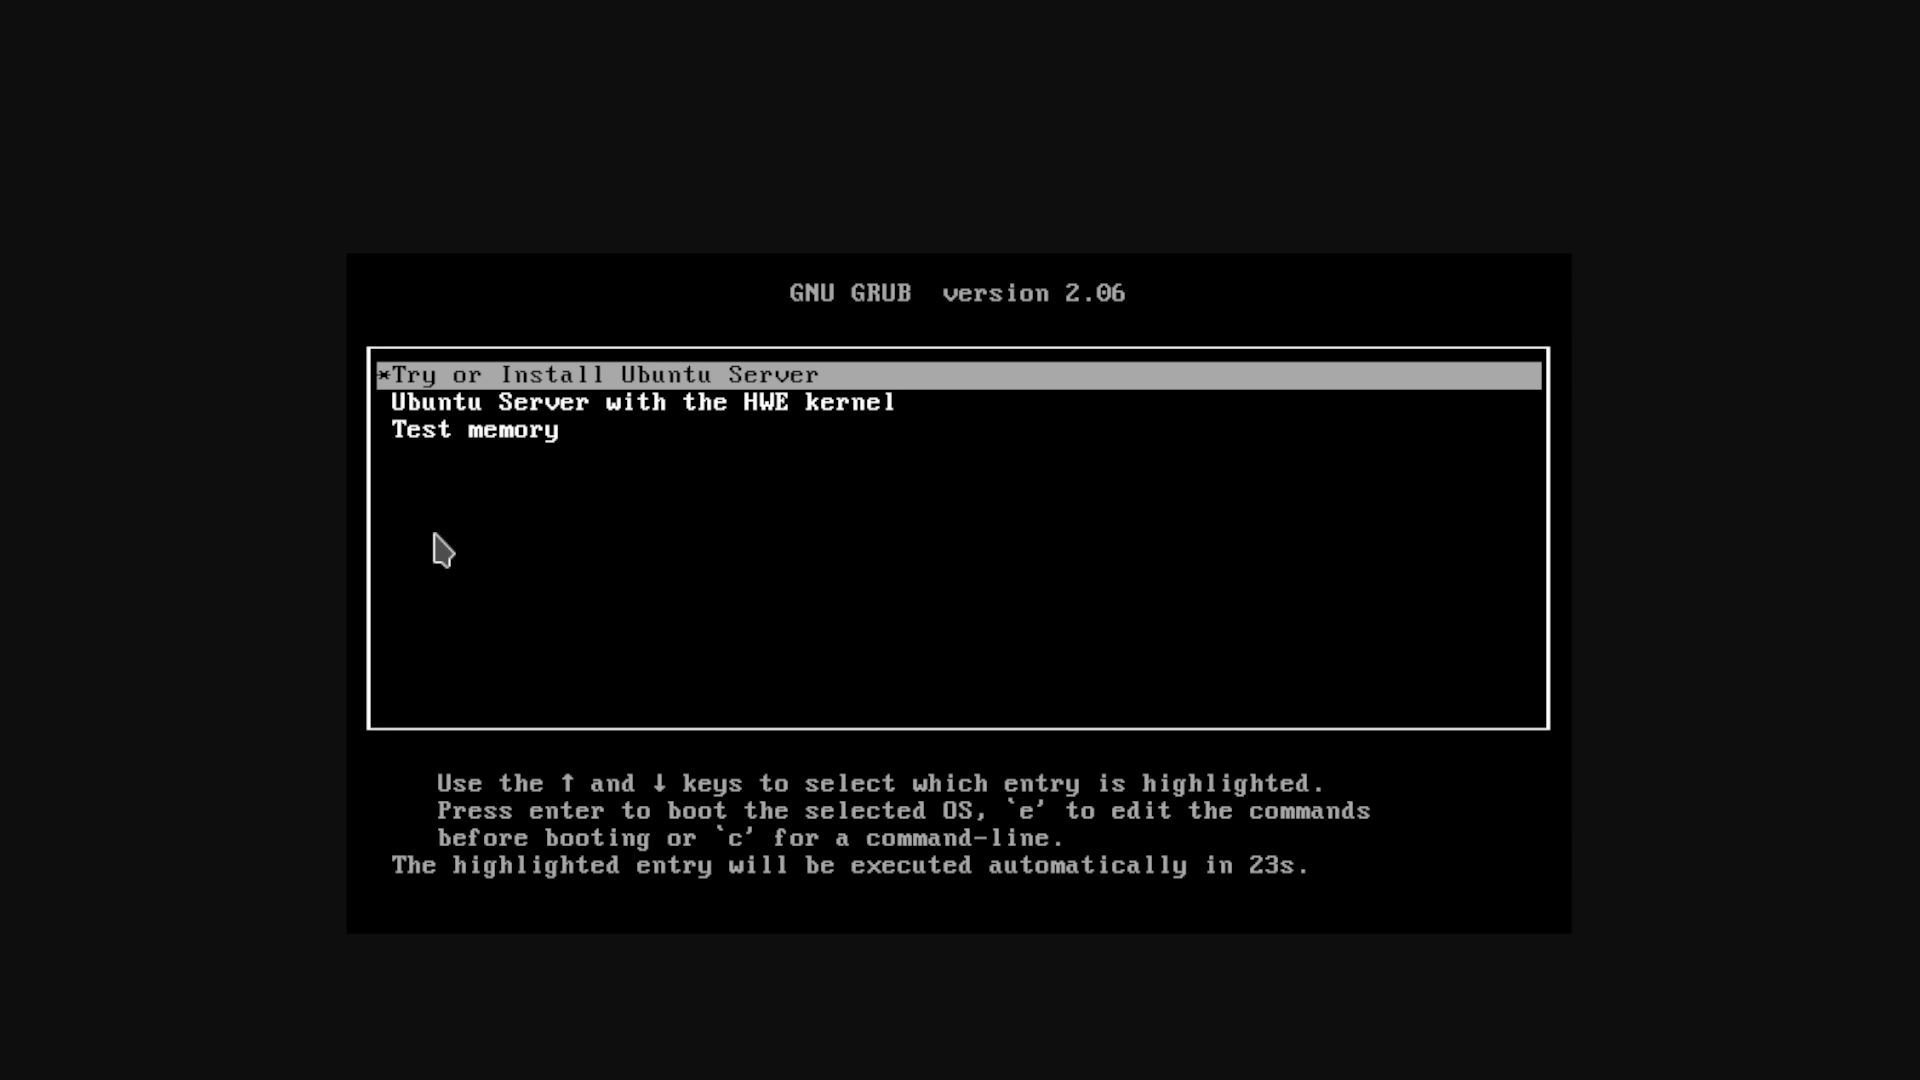 GNU GRUB  version 2.06
*Try or Install Ubuntu Server
Ubuntu Server with the HWE kernel
Test memory
Use the ↑ and ↓ keys to select which entry is highlighted.
Press enter to boot the selected OS, `e' to edit the commands
before booting or `c' for a command-line.
The highlighted entry will be executed automatically in 23s.